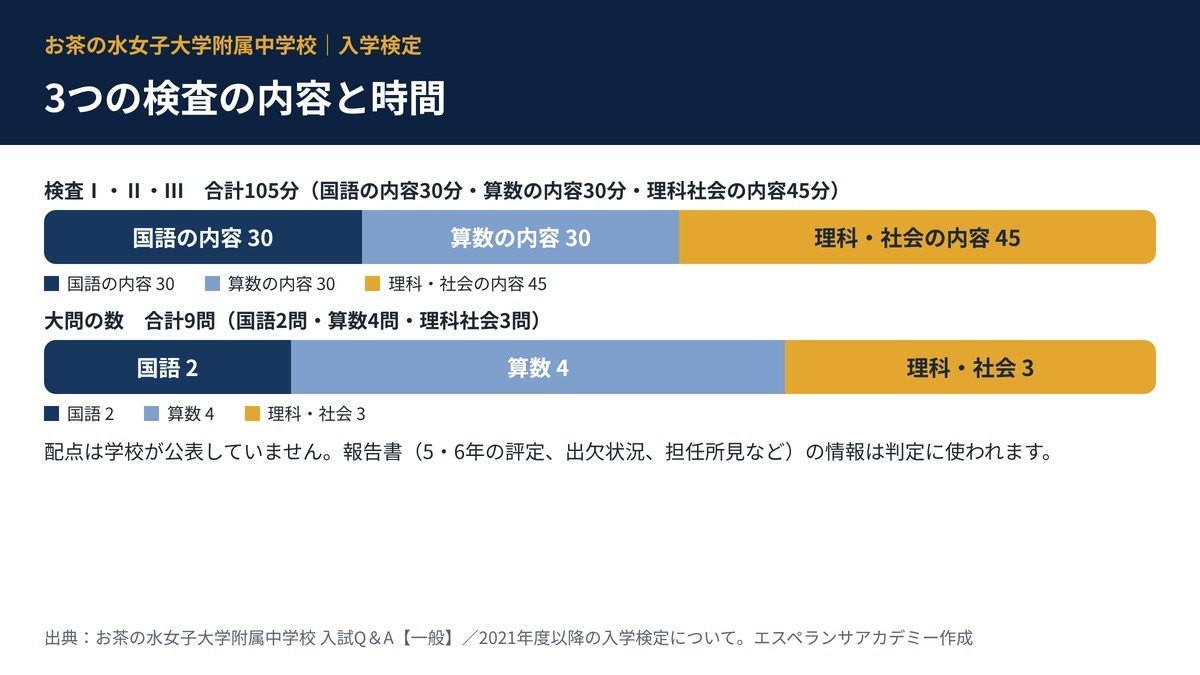 お茶の水女子大学附属中学校｜入学検定
3つの検査の内容と時間
検査Ⅰ・Ⅱ・Ⅲ　合計105分（国語の内容30分・算数の内容30分・理科社会の内容45分）
国語の内容 30　算数の内容 30　理科・社会の内容 45
国語の内容 30　算数の内容 30　理科・社会の内容 45
大問の数　合計9問（国語2問・算数4問・理科社会3問）
国語 2　算数 4　理科・社会 3
国語 2　算数 4　理科・社会 3
配点は学校が公表していません。報告書（5・6年の評定、出欠状況、担任所見など）の情報は判定に使われます。
出典：お茶の水女子大学附属中学校 入試Q＆A【一般】／2021年度以降の入学検定について。エスペランサアカデミー作成